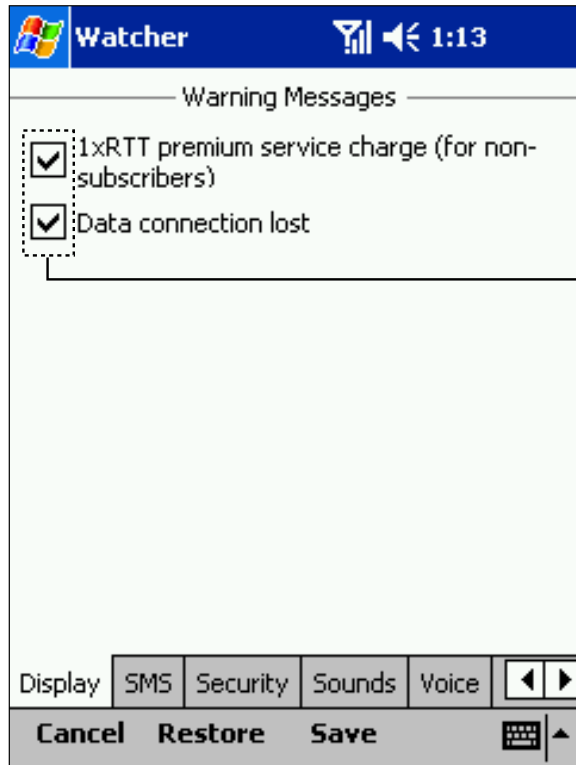 Watcher 1:13
Warning Messages
1xRTT premium service charge (for non-
subscribers)
Data connection lost
Display SMS Security Sounds Voice
Cancel Restore Save